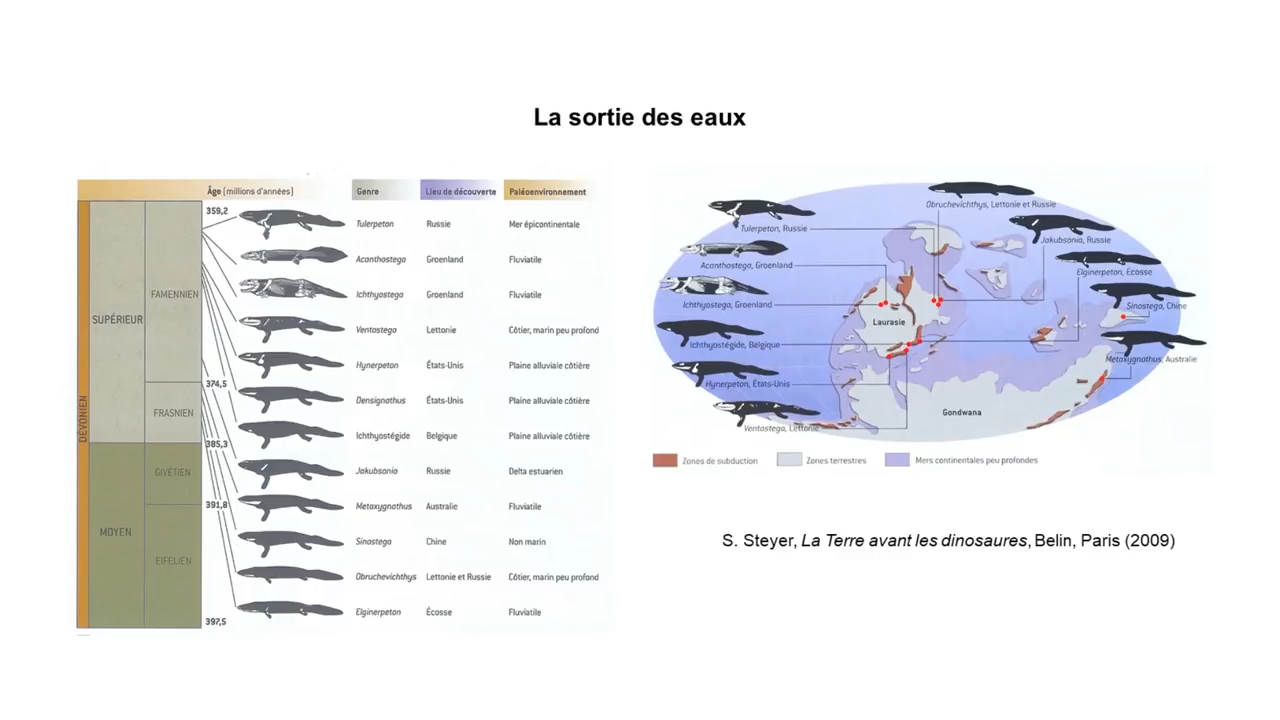 La sortie des eaux
Âge (millions d'années)
Genre
Lieu de découverte
Paléoenvironnement
DÉVONIEN
SUPÉRIEUR
MOYEN
FAMENNIEN
FRASNIEN
GIVÉTIEN
EIFÉLIEN
359,2
374,5
385,3
391,8
397,5
Tulerpeton Russie Mer épicontinentale
Acanthostega Groenland Fluviatile
Ichthyostega Groenland Fluviatile
Ventastega Lettonie Côtier, marin peu profond
Hynerpeton États-Unis Plaine alluviale côtière
Densignathus États-Unis Plaine alluviale côtière
Ichthyostégide Belgique Plaine alluviale côtière
Jakubsonia Russie Delta estuarien
Metaxygnathus Australie Fluviatile
Sinostega Chine Non marin
Obruchevichthys Lettonie et Russie Côtier, marin peu profond
Elginerpeton Écosse Fluviatile
Obruchevichthys, Lettonie et Russie
Tulerpeton, Russie
Jakubsonia, Russie
Acanthostega, Groenland
Elginerpeton, Écosse
Ichthyostega, Groenland
Sinostega, Chine
Laurasie
Ichthyostégide, Belgique
Metaxygnathus, Australie
Hynerpeton, États-Unis
Gondwana
Ventastega, Lettonie
Zones de subduction
Zones terrestres
Mers continentales peu profondes
S. Steyer, La Terre avant les dinosaures, Belin, Paris (2009)